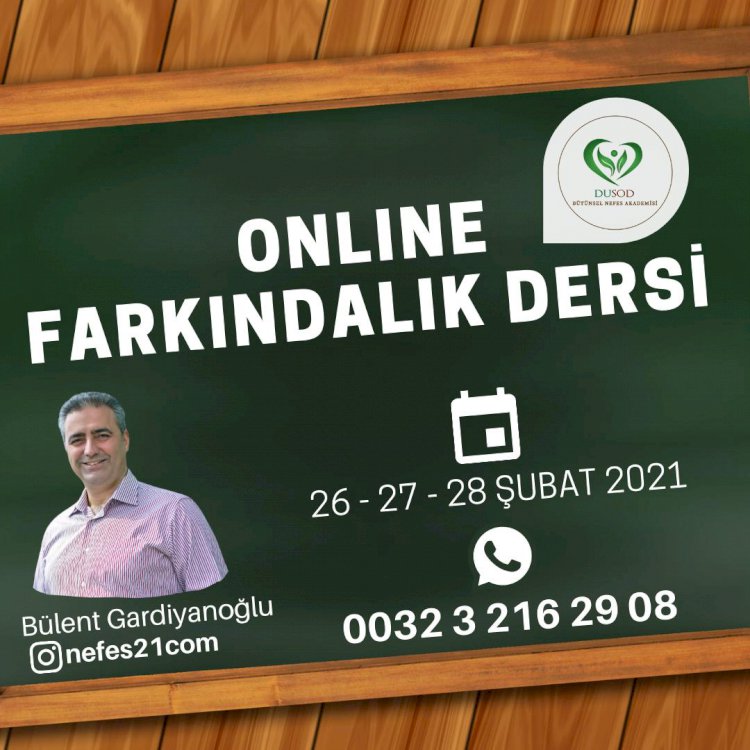 DUSOD
BÜTÜNSEL NEFES AKADEMİSİ
ONLINE
FARKINDALIK DERSİ
26 - 27 - 28 ŞUBAT 2021
0032 3 216 29 08
Bülent Gardiyanoğlu
nefes21com